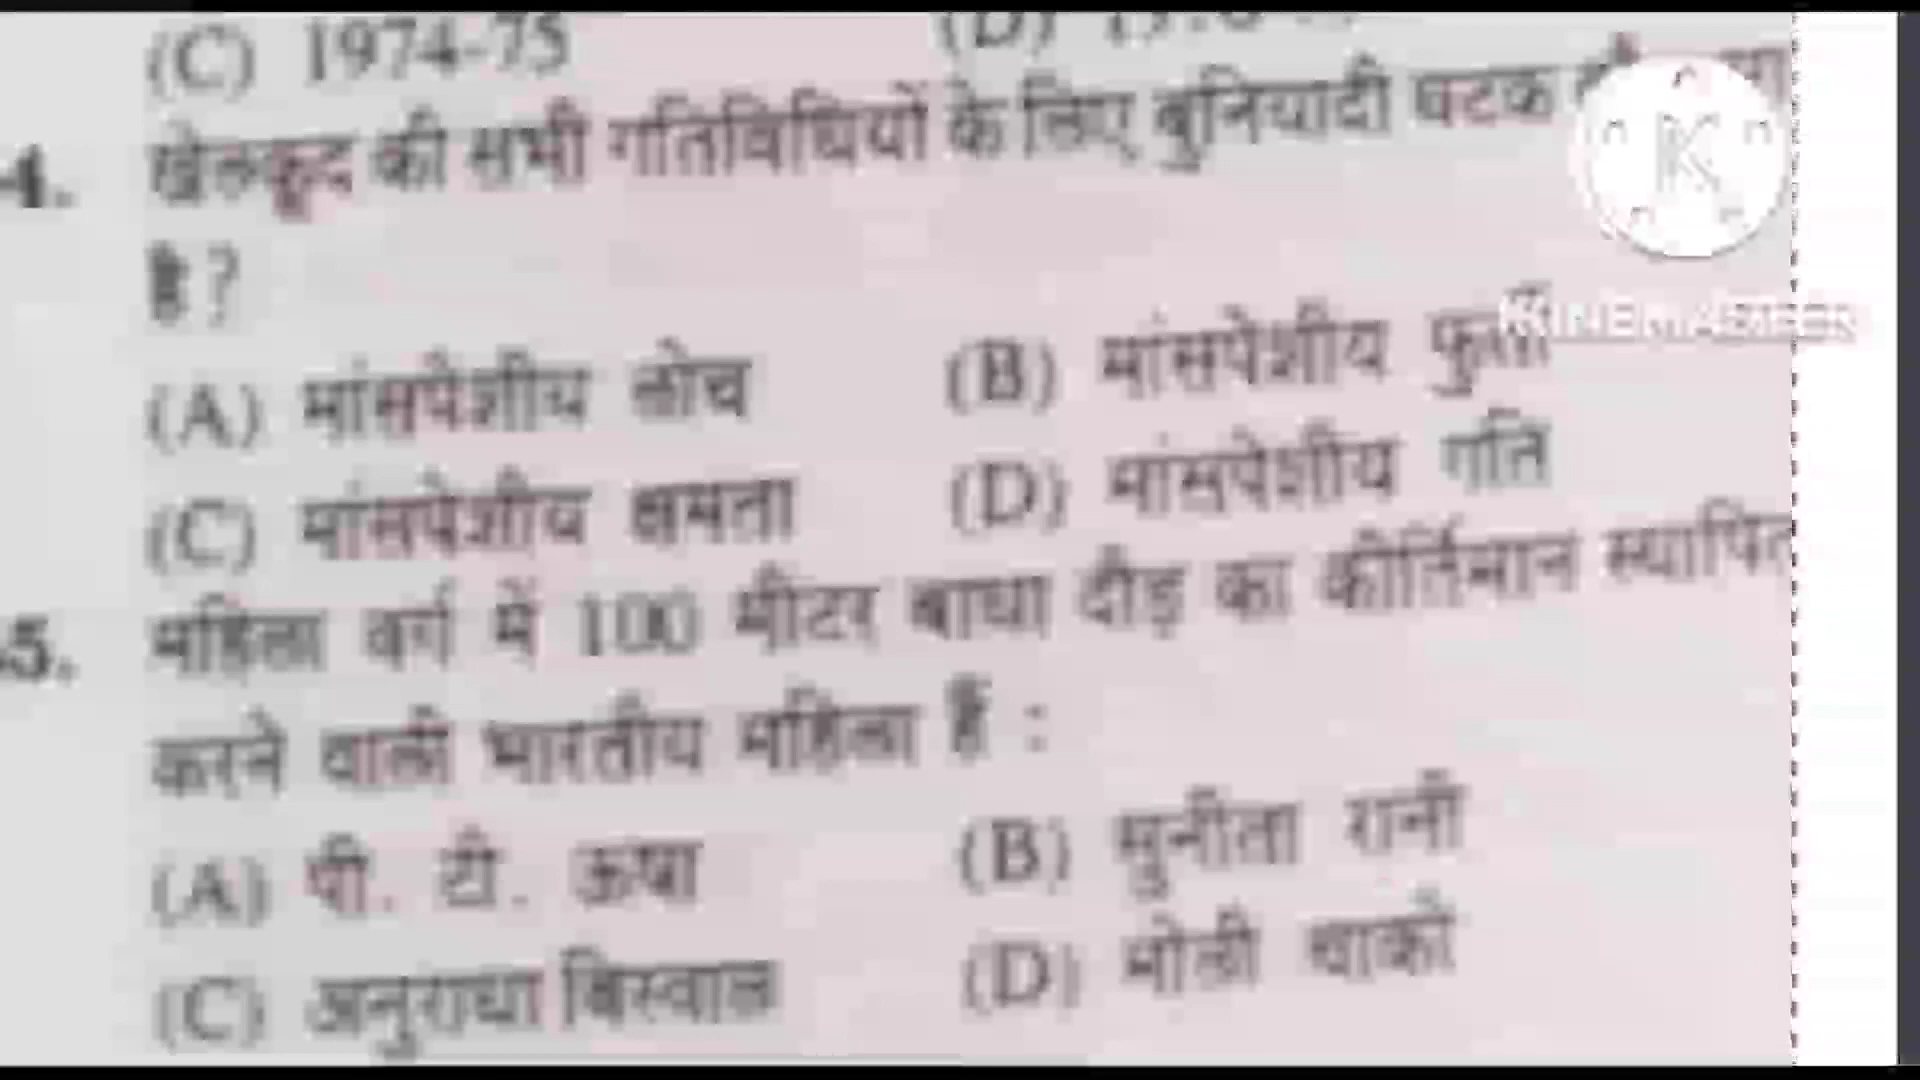 (C) 1974-75 (D)
4. खेलकूद की सभी गतिविधियों के लिए बुनियादी घटक
है ?
(A) मांसपेशीय लोच (B) मांसपेशीय फुर्ती
(C) मांसपेशीय क्षमता (D) मांसपेशीय गति
5. महिला वर्ग में 100 मीटर बाधा दौड़ का कीर्तिमान स्थापित
करने वाली भारतीय महिला हैं :
(A) पी. टी. ऊषा (B) सुनीता रानी
(C) अनुराधा बिस्वाल (D) मोली चाको
K
KINEMASTER